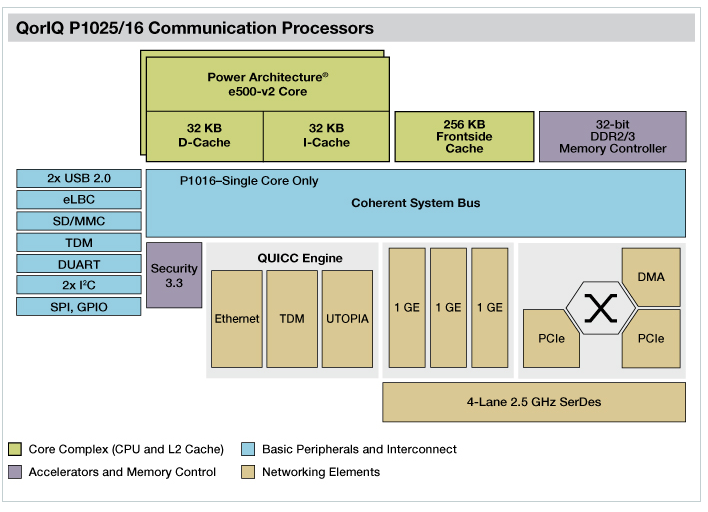 QorIQ P1025/16 Communication Processors
Power Architecture®
e500-v2 Core
32 KB
D-Cache
32 KB
I-Cache
256 KB
Frontside
Cache
32-bit
DDR2/3
Memory Controller
2x USB 2.0
eLBC
SD/MMC
TDM
DUART
2x I²C
SPI, GPIO
P1016–Single Core Only
Coherent System Bus
Security
3.3
QUICC Engine
Ethernet
TDM
UTOPIA
1 GE
1 GE
1 GE
DMA
PCIe
PCIe
4-Lane 2.5 GHz SerDes
Core Complex (CPU and L2 Cache)
Basic Peripherals and Interconnect
Accelerators and Memory Control
Networking Elements